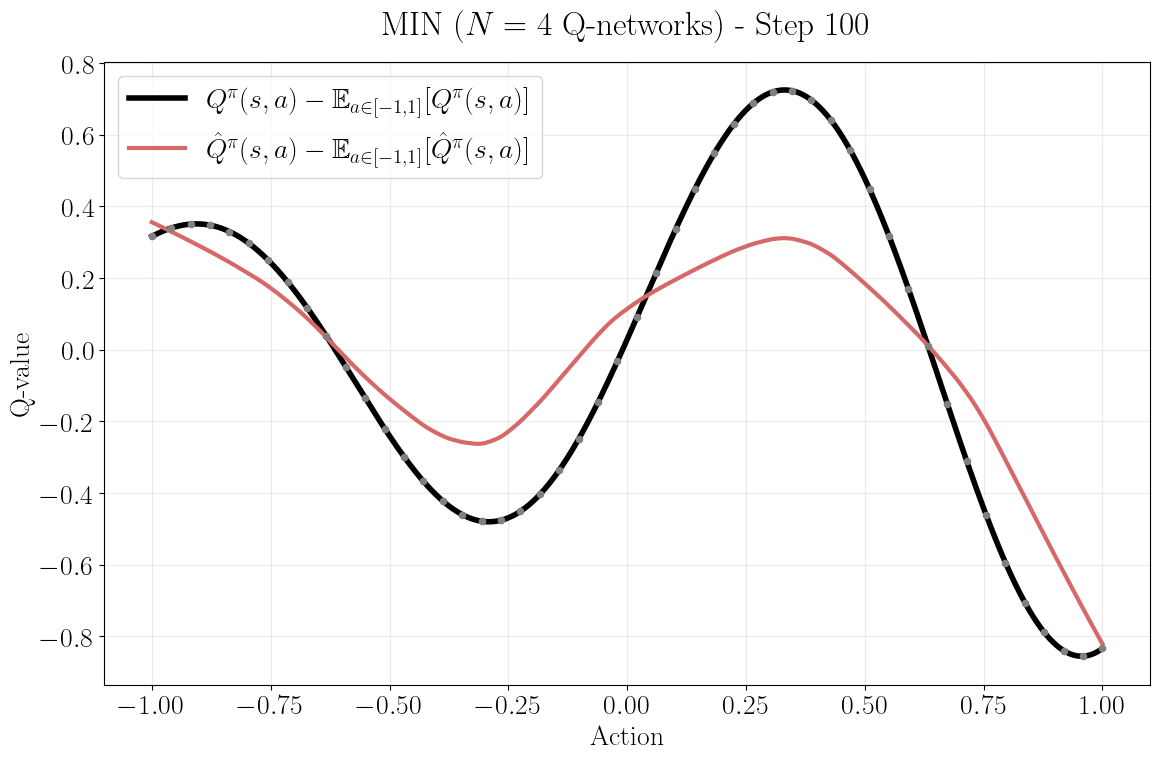 MIN (N = 4 Q-networks) - Step 100
Q^π(s, a) − 𝔼_{a∈[−1,1]}[Q^π(s, a)]
Q̂^π(s, a) − 𝔼_{a∈[−1,1]}[Q̂^π(s, a)]
Q-value
0.8
0.6
0.4
0.2
0.0
−0.2
−0.4
−0.6
−0.8
−1.00 −0.75 −0.50 −0.25 0.00 0.25 0.50 0.75 1.00
Action